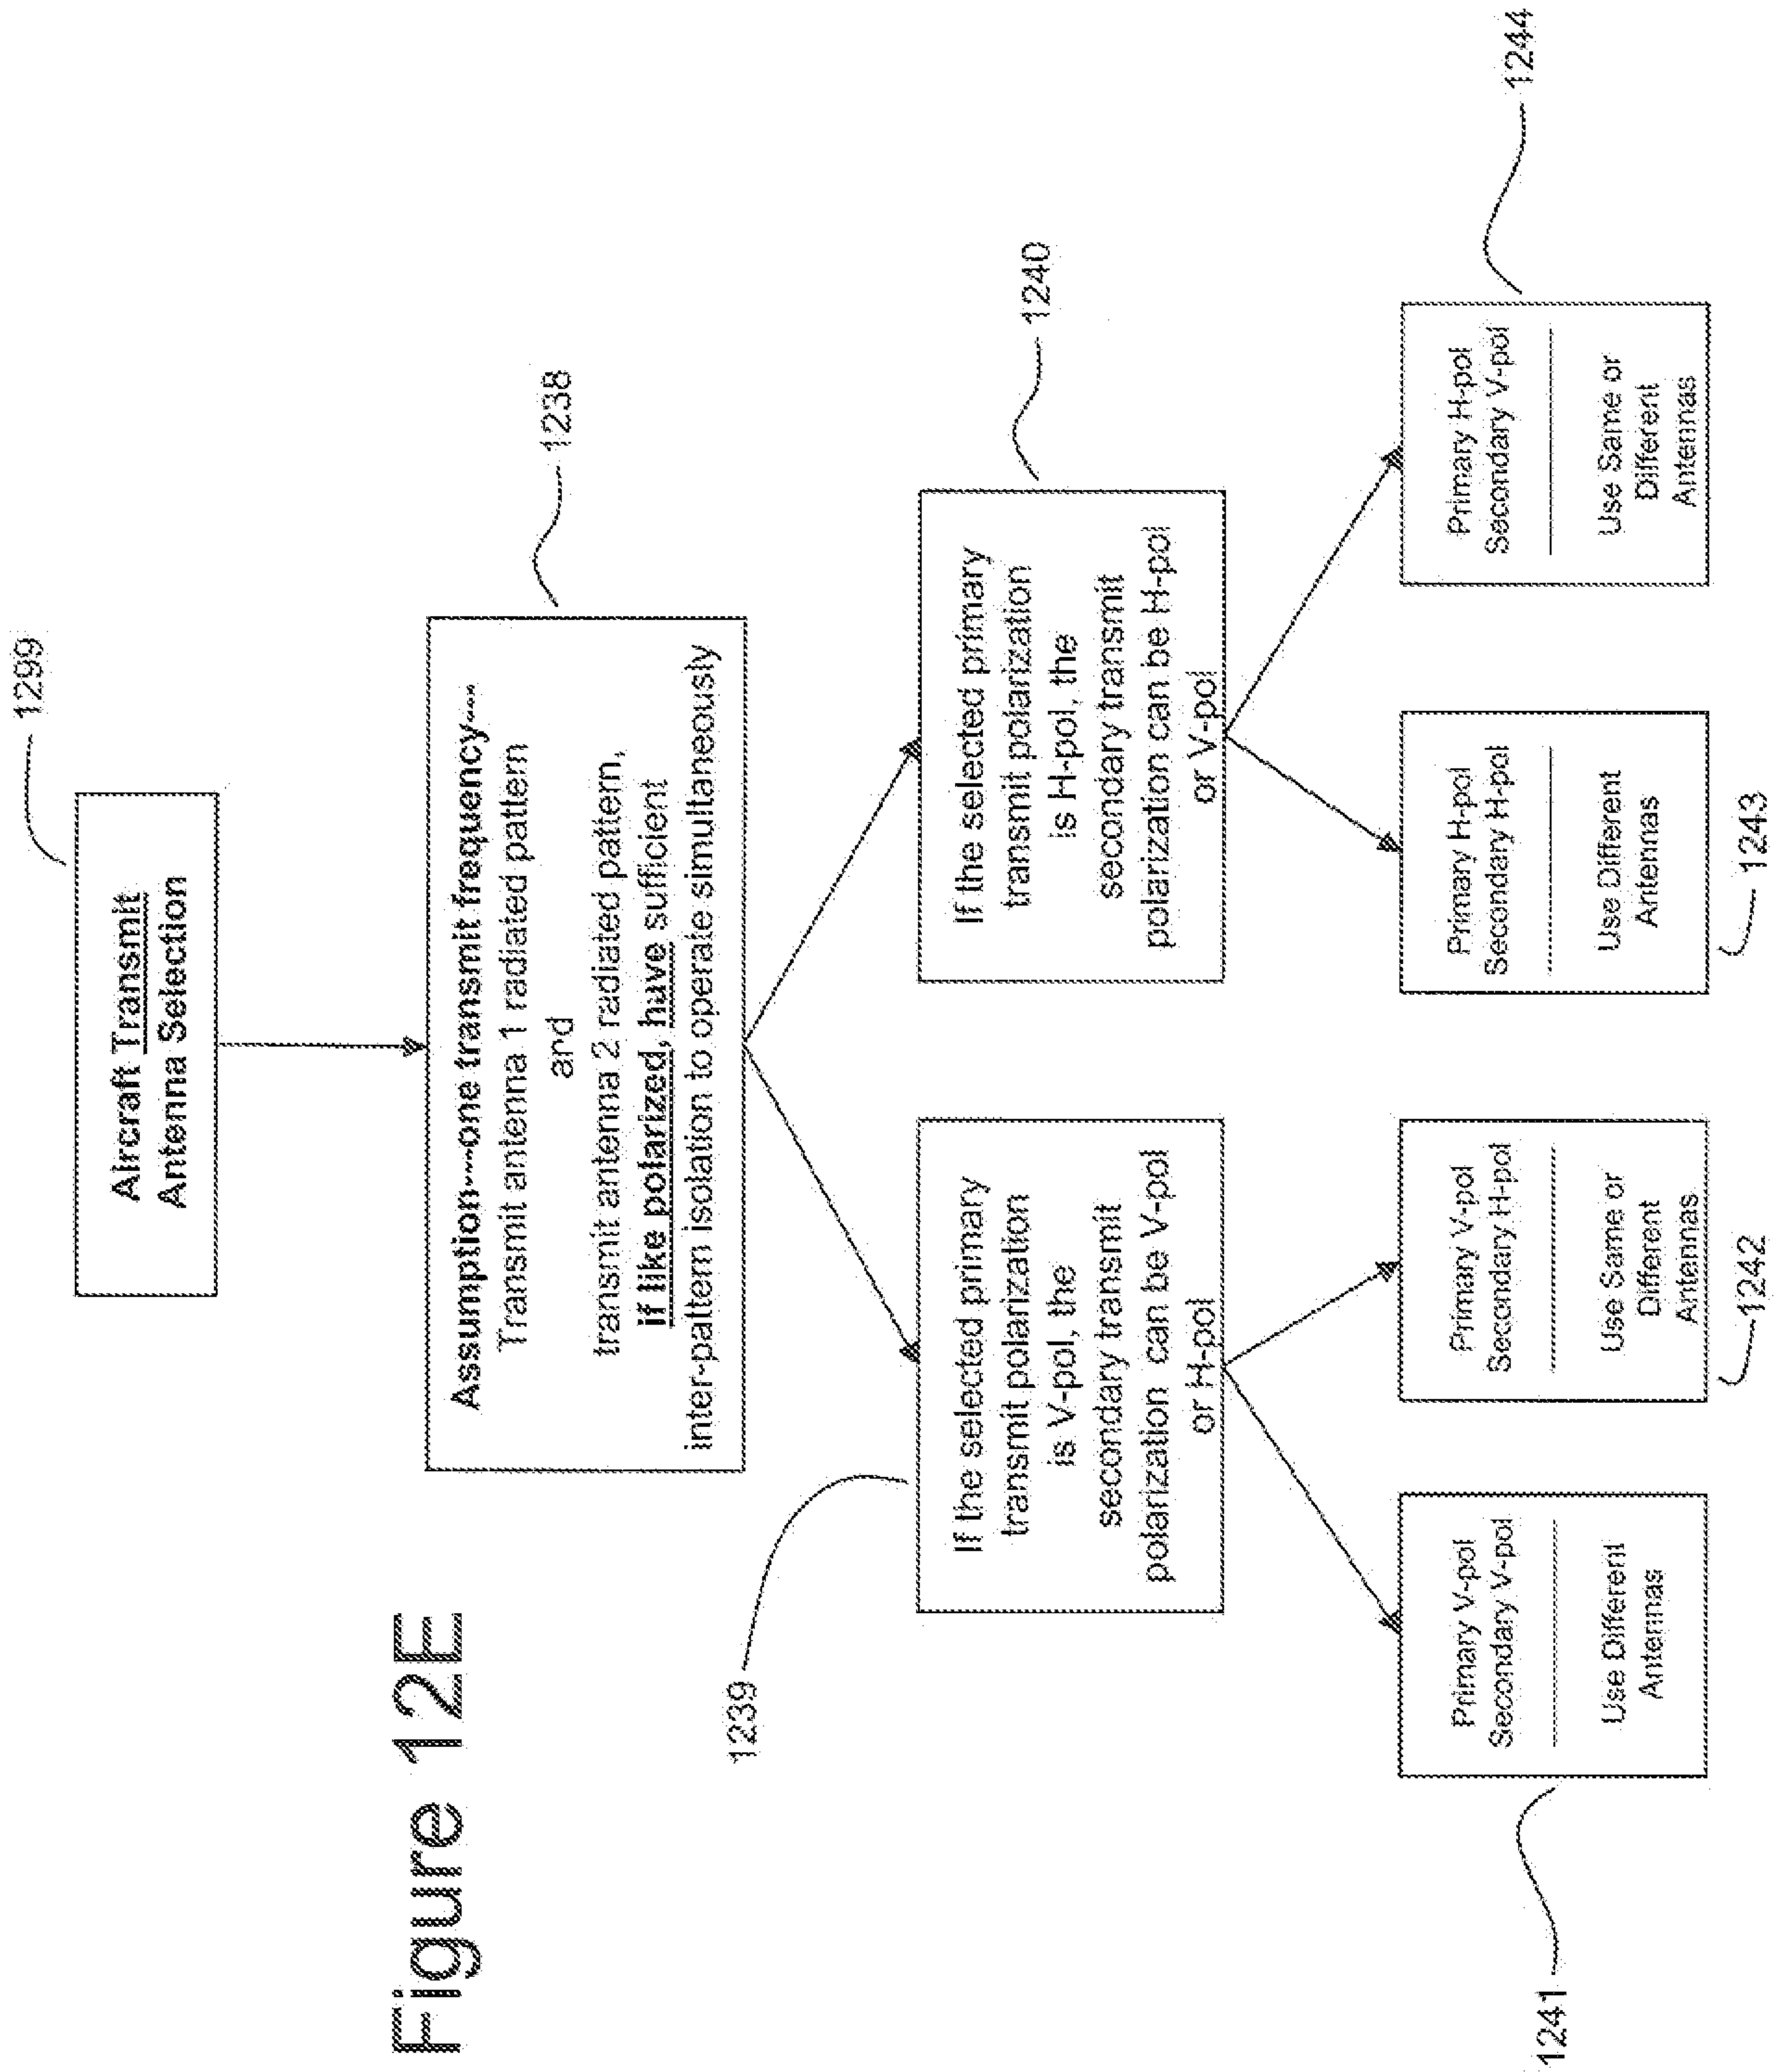 Figure 12E
1299
Aircraft Transmit
Antenna Selection
1238
Assumption---one transmit frequency---
Transmit antenna 1 radiated pattern
and
transmit antenna 2 radiated pattern,
if like polarized, have sufficient
inter-pattern isolation to operate simultaneously
1239
If the selected primary
transmit polarization
is V-pol, the
secondary transmit
polarization can be V-pol
or H-pol
1240
If the selected primary
transmit polarization
is H-pol, the
secondary transmit
polarization can be H-pol
or V-pol
1241
Primary V-pol
Secondary V-pol
Use Different
Antennas
Primary V-pol
Secondary H-pol
Use Same or
Different
Antennas
1242
Primary H-pol
Secondary H-pol
Use Different
Antennas
1243
1244
Primary H-pol
Secondary V-pol
Use Same or
Different
Antennas